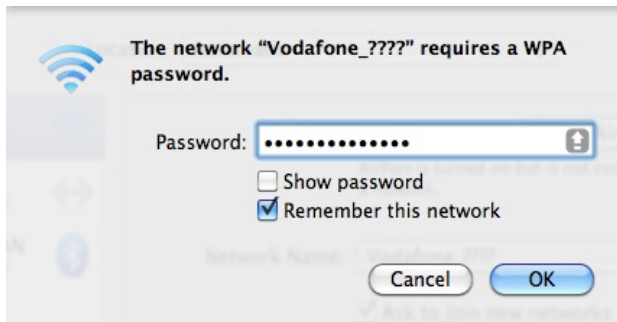 The network “Vodafone_????” requires a WPA
password.
Password: ••••••••••••••
Show password
Remember this network
Network Name: Vodafone_????
Cancel
OK
Ask to join new networks